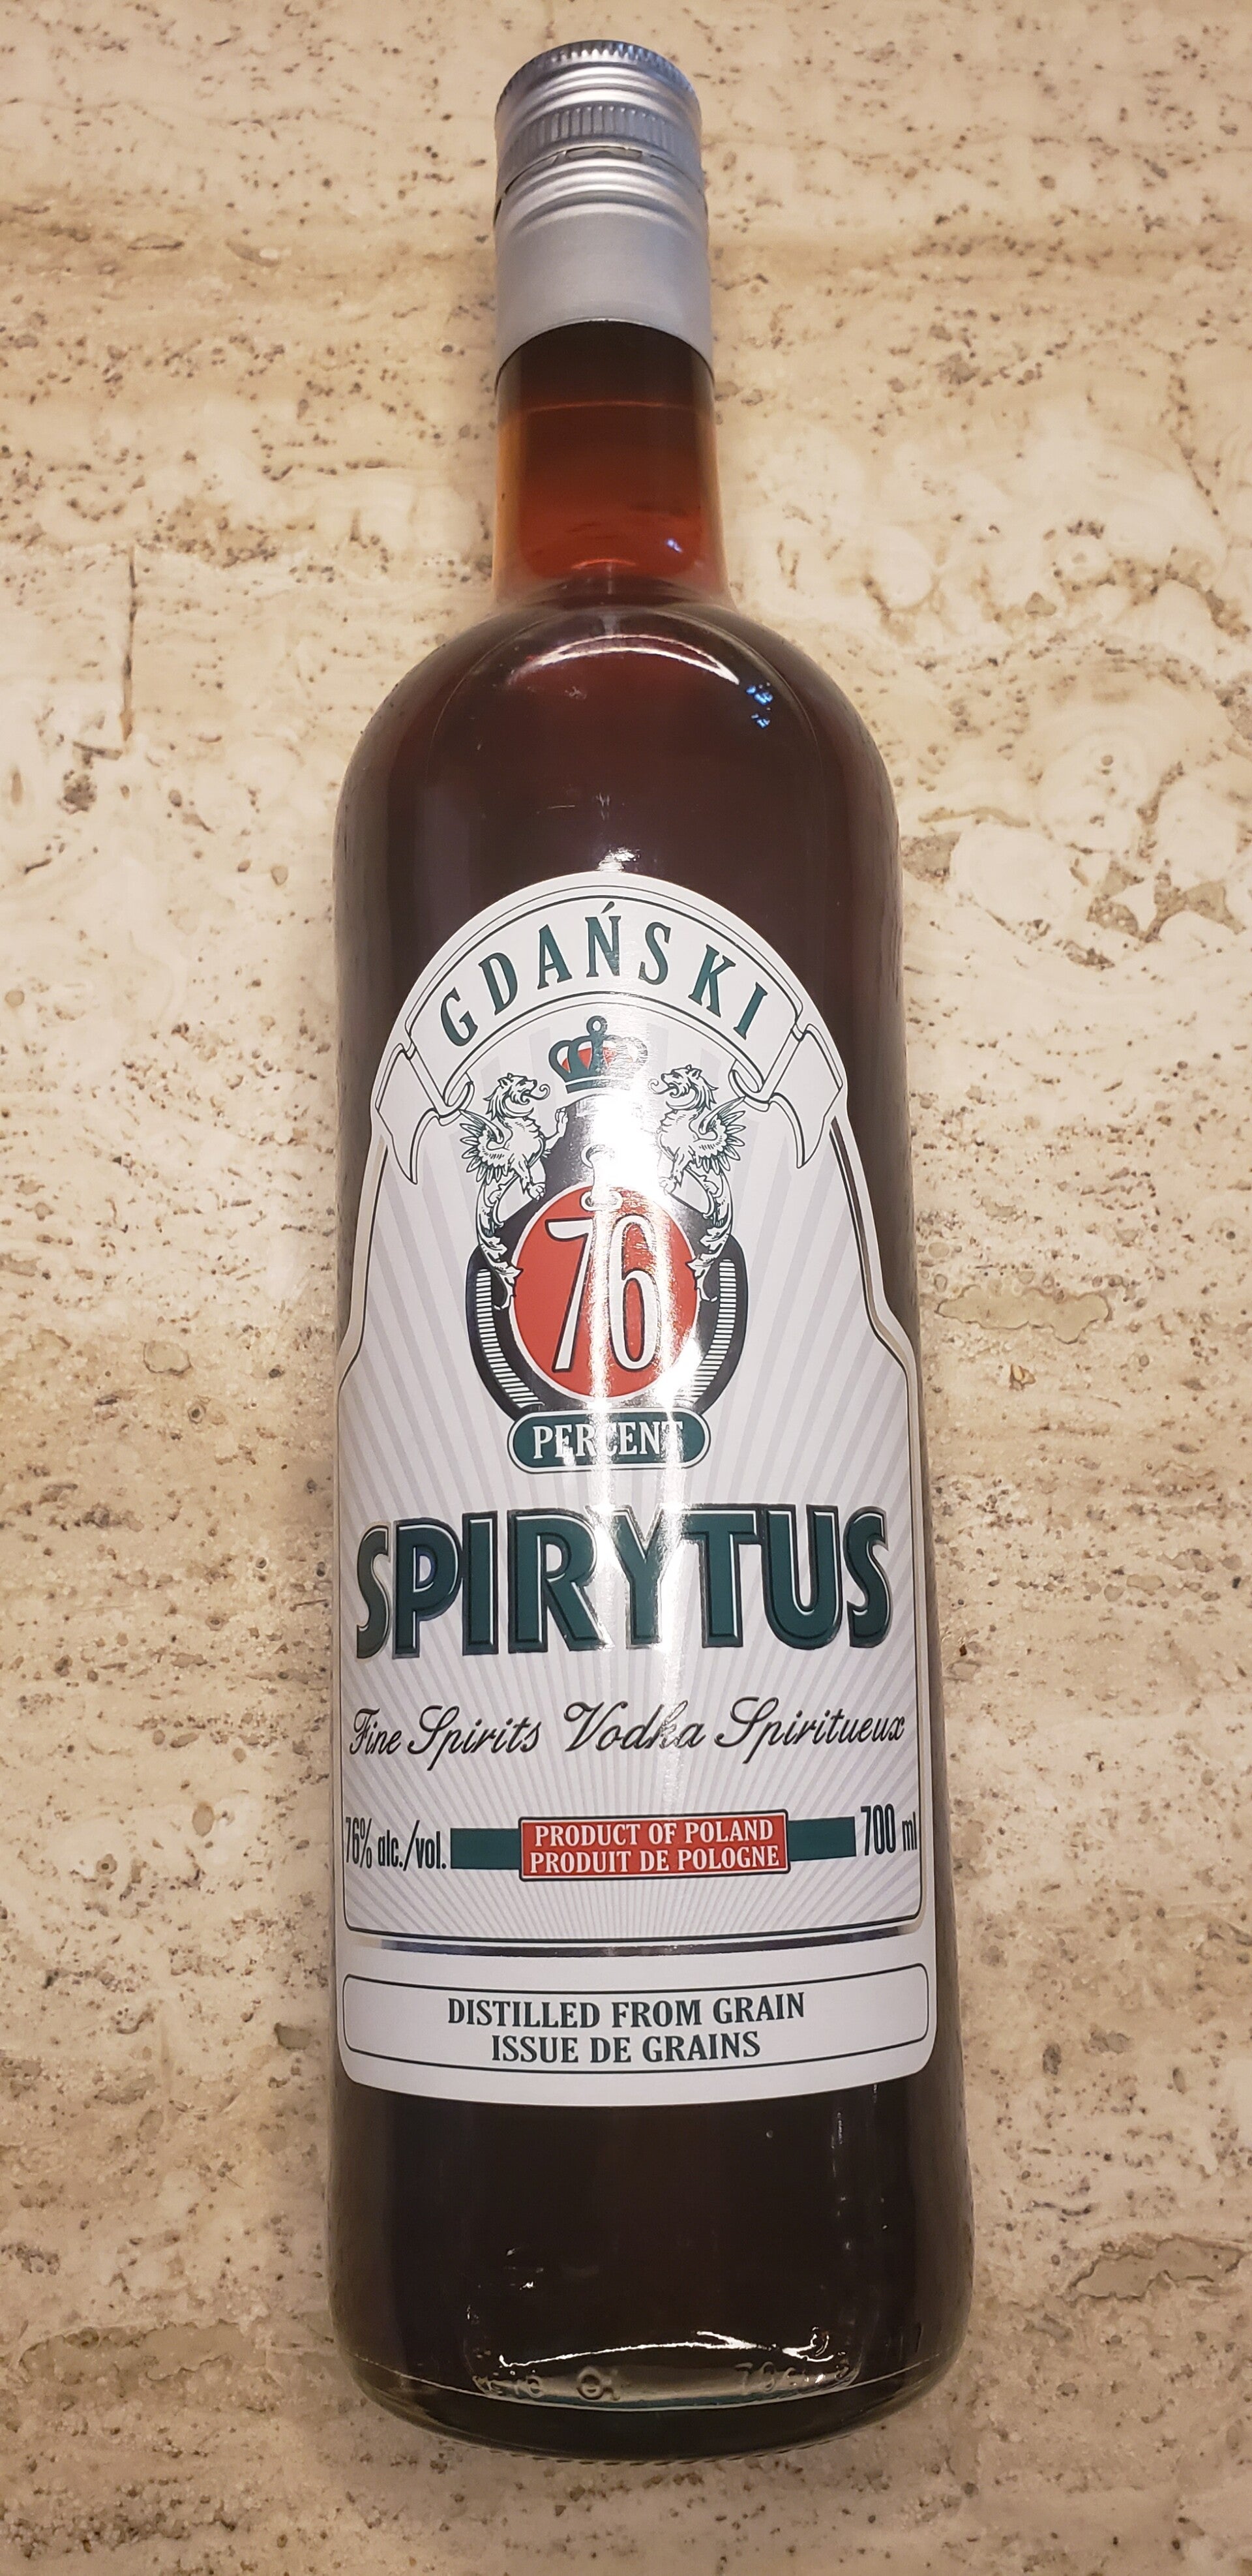 GDAŃSKI
76
PERCENT
SPIRYTUS
Fine Spirits Vodka Spiritueux
76% alc./vol.
PRODUCT OF POLAND
PRODUIT DE POLOGNE
700 ml
DISTILLED FROM GRAIN
ISSUE DE GRAINS